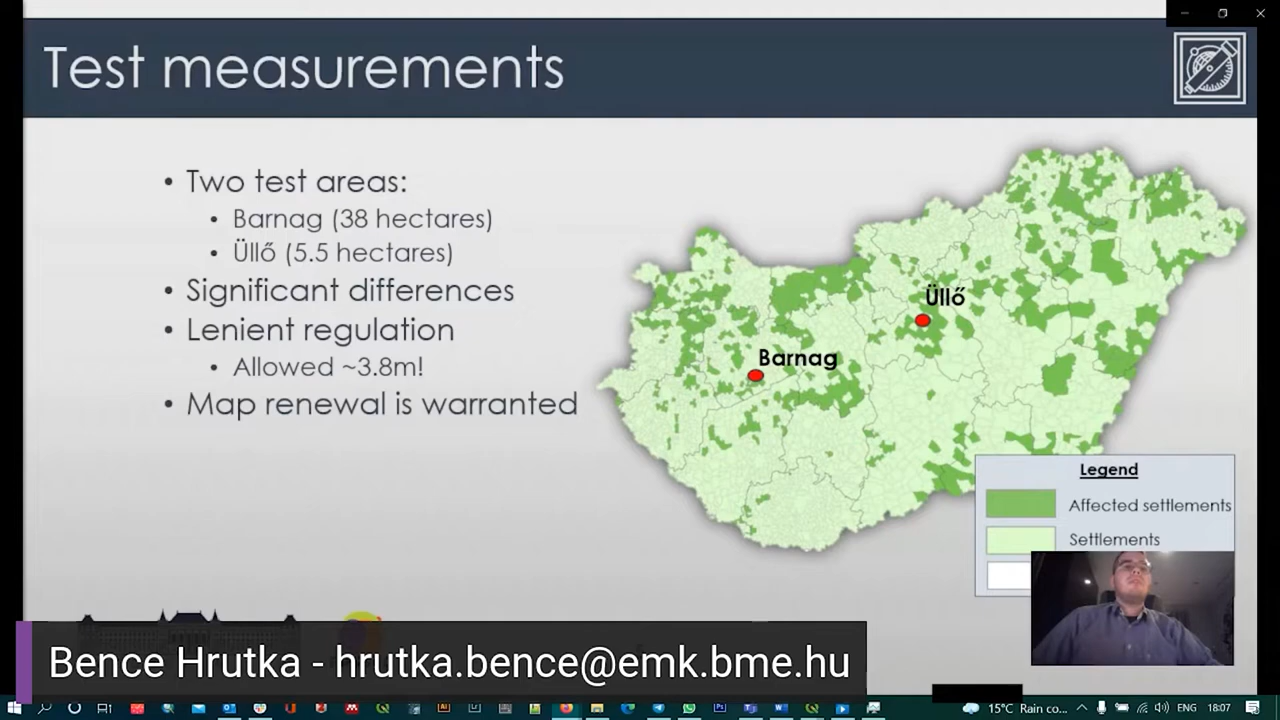 Test measurements
• Two test areas:
• Barnag (38 hectares)
• Üllő (5.5 hectares)
• Significant differences
• Lenient regulation
• Allowed ~3.8m!
• Map renewal is warranted
Üllő
Barnag
Legend
Affected settlements
Settlements
Bence Hrutka - hrutka.bence@emk.bme.hu
15°C Rain co... ENG 18:07